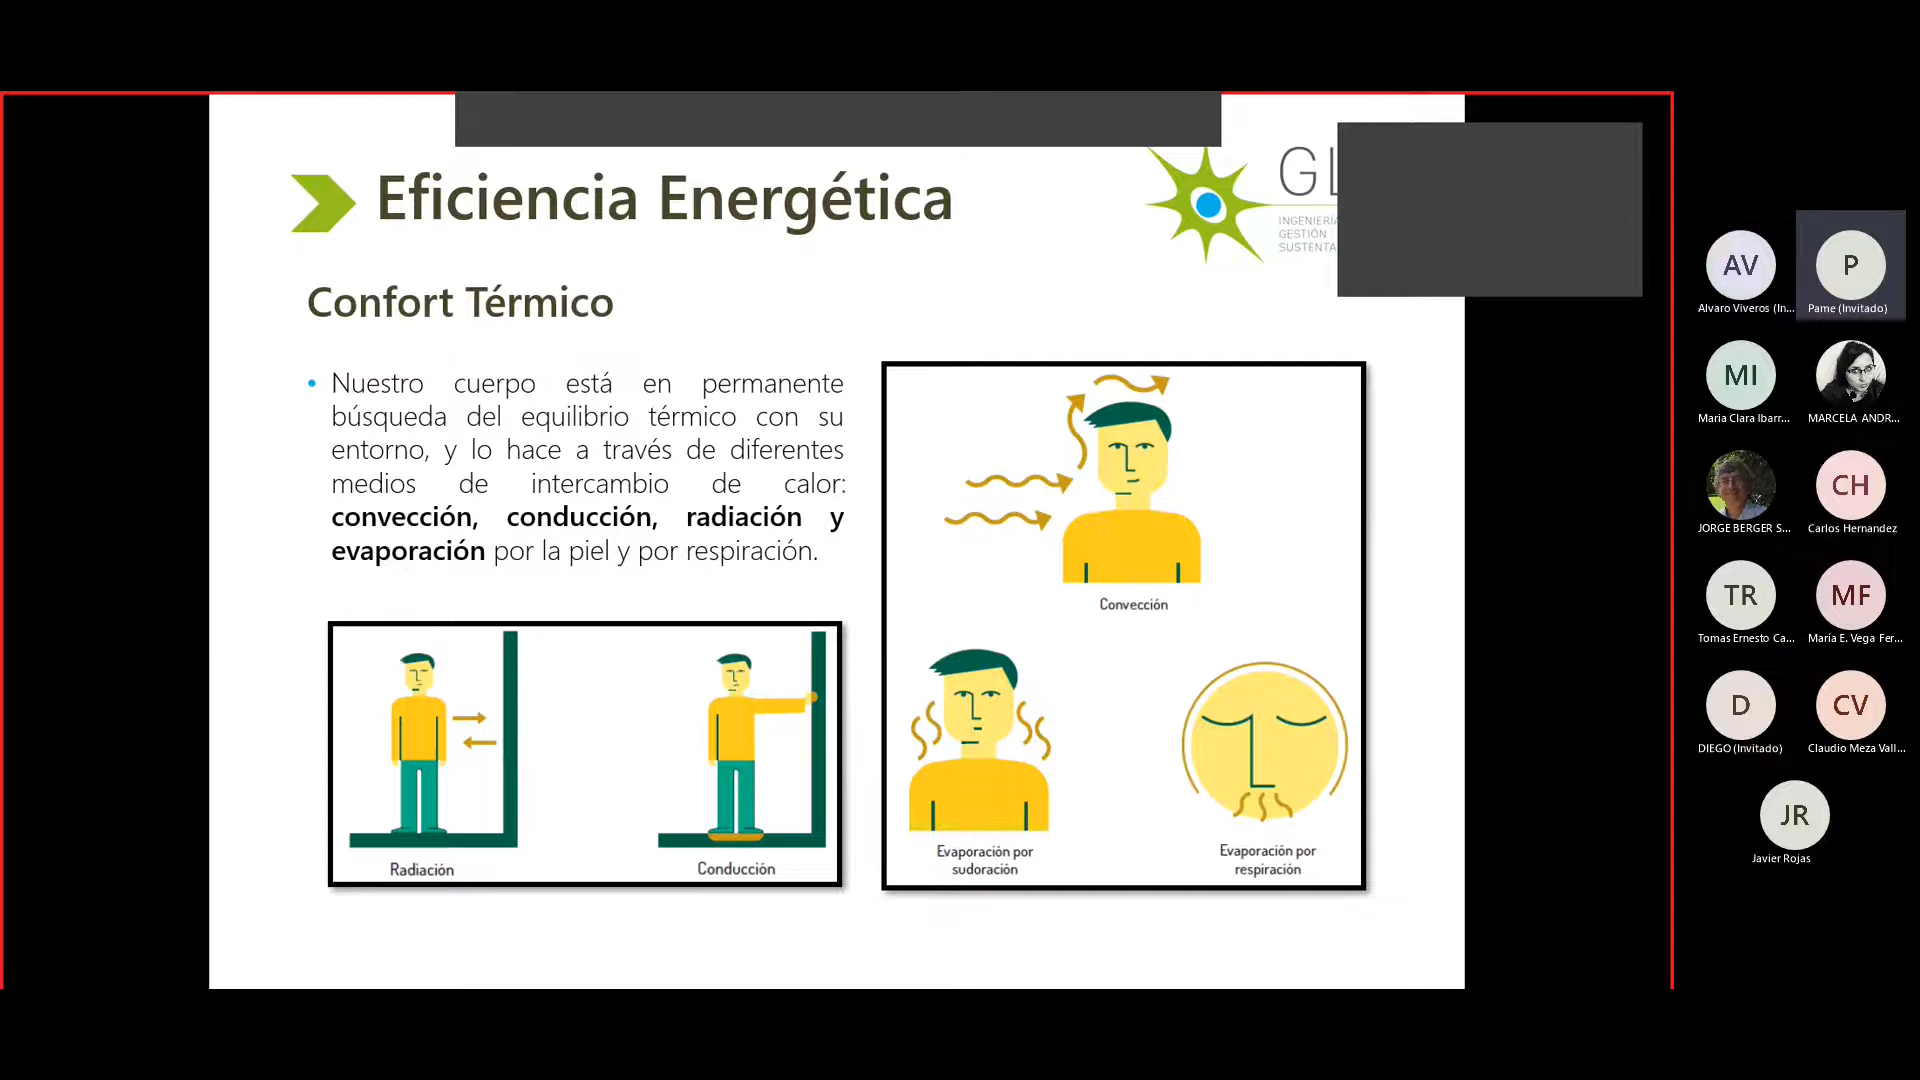 Eficiencia Energética
GL
INGENIERÍA
GESTIÓN
SUSTENTA
Confort Térmico
• Nuestro cuerpo está en permanente
búsqueda del equilibrio térmico con su
entorno, y lo hace a través de diferentes
medios de intercambio de calor:
convección, conducción, radiación y
evaporación por la piel y por respiración.
Convección
Radiación
Conducción
Evaporación por
sudoración
Evaporación por
respiración
AV
Alvaro Viveros (In...
P
Pame (Invitado)
MI
Maria Clara Ibarr...
MARCELA ANDR...
JORGE BERGER S...
CH
Carlos Hernandez
TR
Tomas Ernesto Ca...
MF
María E. Vega Fer...
D
DIEGO (Invitado)
CV
Claudio Meza Vall...
JR
Javier Rojas